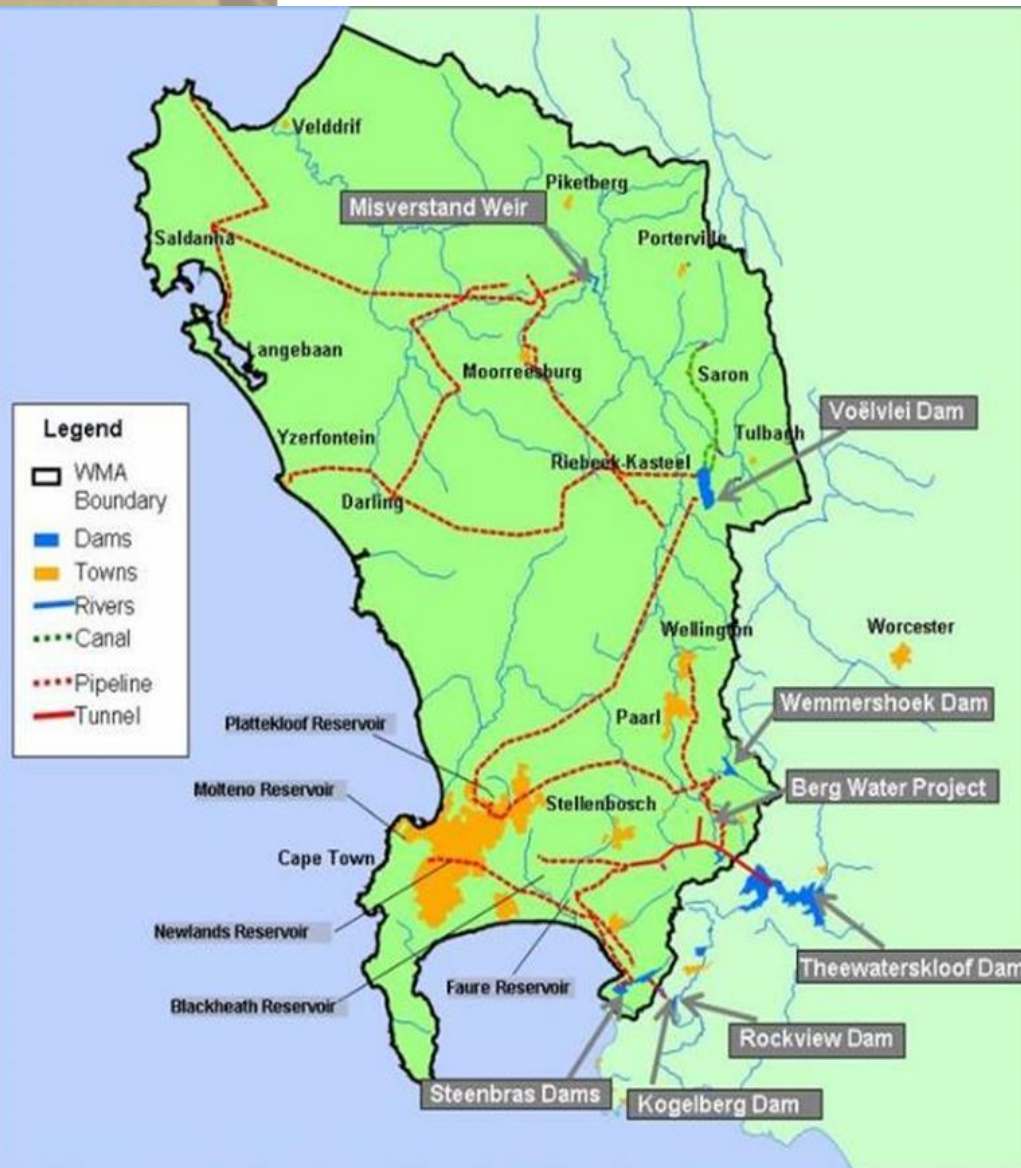 Velddrif
Piketberg
Misverstand Weir
Porterville
Saldanha
Langebaan
Moorreesburg
Saron
Voëlvlei Dam
Legend
WMA
Boundary
Dams
Towns
Rivers
Canal
Pipeline
Tunnel
Yzerfontein
Tulbagh
Riebeek-Kasteel
Darling
Wellington
Worcester
Wemmershoek Dam
Paarl
Plattekloof Reservoir
Berg Water Project
Molteno Reservoir
Stellenbosch
Cape Town
Newlands Reservoir
Theewaterskloof Dam
Faure Reservoir
Blackheath Reservoir
Rockview Dam
Steenbras Dams
Kogelberg Dam